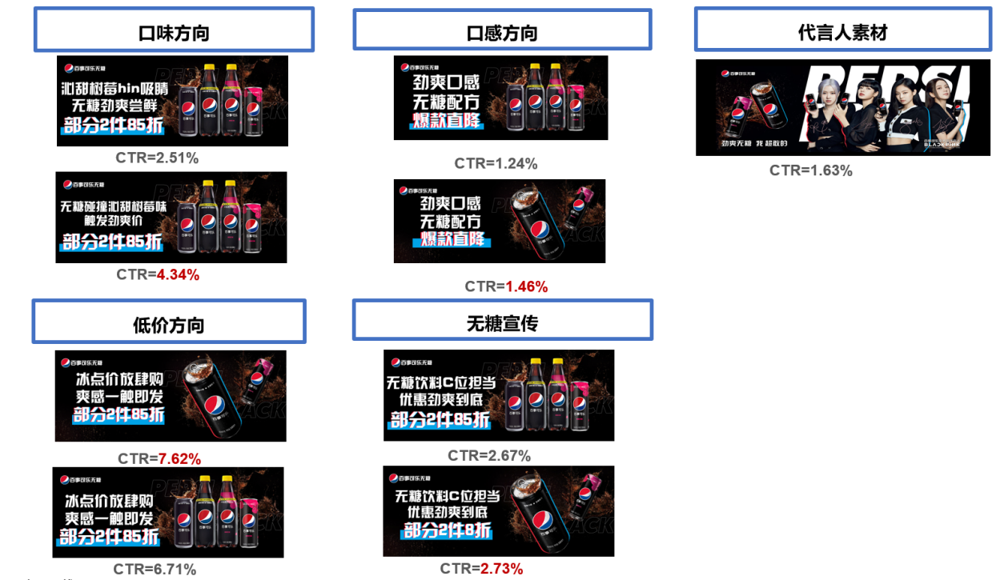 口味方向
百事可乐无糖
沁甜树莓hin吸睛
无糖劲爽尝鲜
部分2件85折
CTR=2.51%
百事可乐无糖
无糖碰撞沁甜树莓味
触发劲爽价
部分2件85折
CTR=4.34%
口感方向
百事可乐无糖
劲爽口感
无糖配方
爆款直降
CTR=1.24%
百事可乐无糖
劲爽口感
无糖配方
爆款直降
CTR=1.46%
代言人素材
百事可乐无糖
PEPSI
劲爽无糖 我 超敢的
BLACKPINK
CTR=1.63%
低价方向
百事可乐无糖
冰点价放肆购
爽感一触即发
部分2件85折
CTR=7.62%
百事可乐无糖
冰点价放肆购
爽感一触即发
部分2件85折
CTR=6.71%
无糖宣传
百事可乐无糖
无糖饮料C位担当
优惠劲爽到底
部分2件85折
CTR=2.67%
百事可乐无糖
无糖饮料C位担当
优惠劲爽到底
部分2件8折
CTR=2.73%